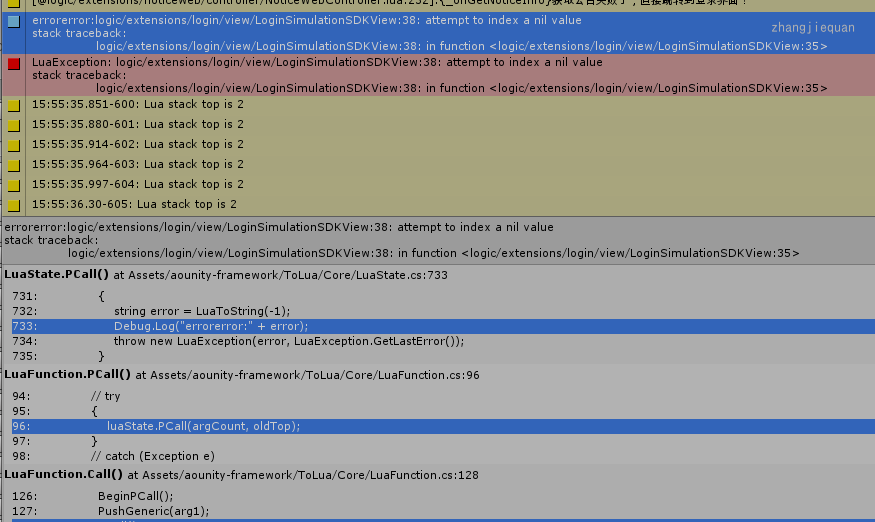 [@logic/extensions/noticeweb/controller/NoticeWebController.lua:232]:{_onGetNoticeInfo}获取公告失败了，直接跳转到登录界面！
errorerror:logic/extensions/login/view/LoginSimulationSDKView:38: attempt to index a nil value
zhangjiequan
stack traceback:
logic/extensions/login/view/LoginSimulationSDKView:38: in function <logic/extensions/login/view/LoginSimulationSDKView:35>
LuaException: logic/extensions/login/view/LoginSimulationSDKView:38: attempt to index a nil value
stack traceback:
logic/extensions/login/view/LoginSimulationSDKView:38: in function <logic/extensions/login/view/LoginSimulationSDKView:35>
15:55:35.851-600: Lua stack top is 2
15:55:35.880-601: Lua stack top is 2
15:55:35.914-602: Lua stack top is 2
15:55:35.964-603: Lua stack top is 2
15:55:35.997-604: Lua stack top is 2
15:55:36.30-605: Lua stack top is 2
errorerror:logic/extensions/login/view/LoginSimulationSDKView:38: attempt to index a nil value
stack traceback:
logic/extensions/login/view/LoginSimulationSDKView:38: in function <logic/extensions/login/view/LoginSimulationSDKView:35>
LuaState.PCall() at Assets/aounity-framework/ToLua/Core/LuaState.cs:733
731: {
732: string error = LuaToString(-1);
733: Debug.Log("errorerror:" + error);
734: throw new LuaException(error, LuaException.GetLastError());
735: }
LuaFunction.PCall() at Assets/aounity-framework/ToLua/Core/LuaFunction.cs:96
94: // try
95: {
96: luaState.PCall(argCount, oldTop);
97: }
98: // catch (Exception e)
LuaFunction.Call() at Assets/aounity-framework/ToLua/Core/LuaFunction.cs:128
126: BeginPCall();
127: PushGeneric(arg1);